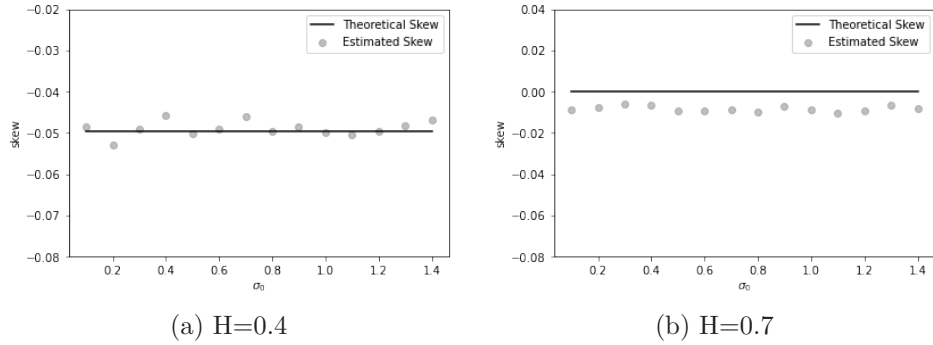 −0.02
−0.03
−0.04
−0.05
−0.06
−0.07
−0.08
skew
0.2 0.4 0.6 0.8 1.0 1.2 1.4
σ₀
Theoretical Skew
Estimated Skew
(a) H=0.4
0.04
0.02
0.00
−0.02
−0.04
−0.06
−0.08
skew
0.2 0.4 0.6 0.8 1.0 1.2 1.4
σ₀
Theoretical Skew
Estimated Skew
(b) H=0.7